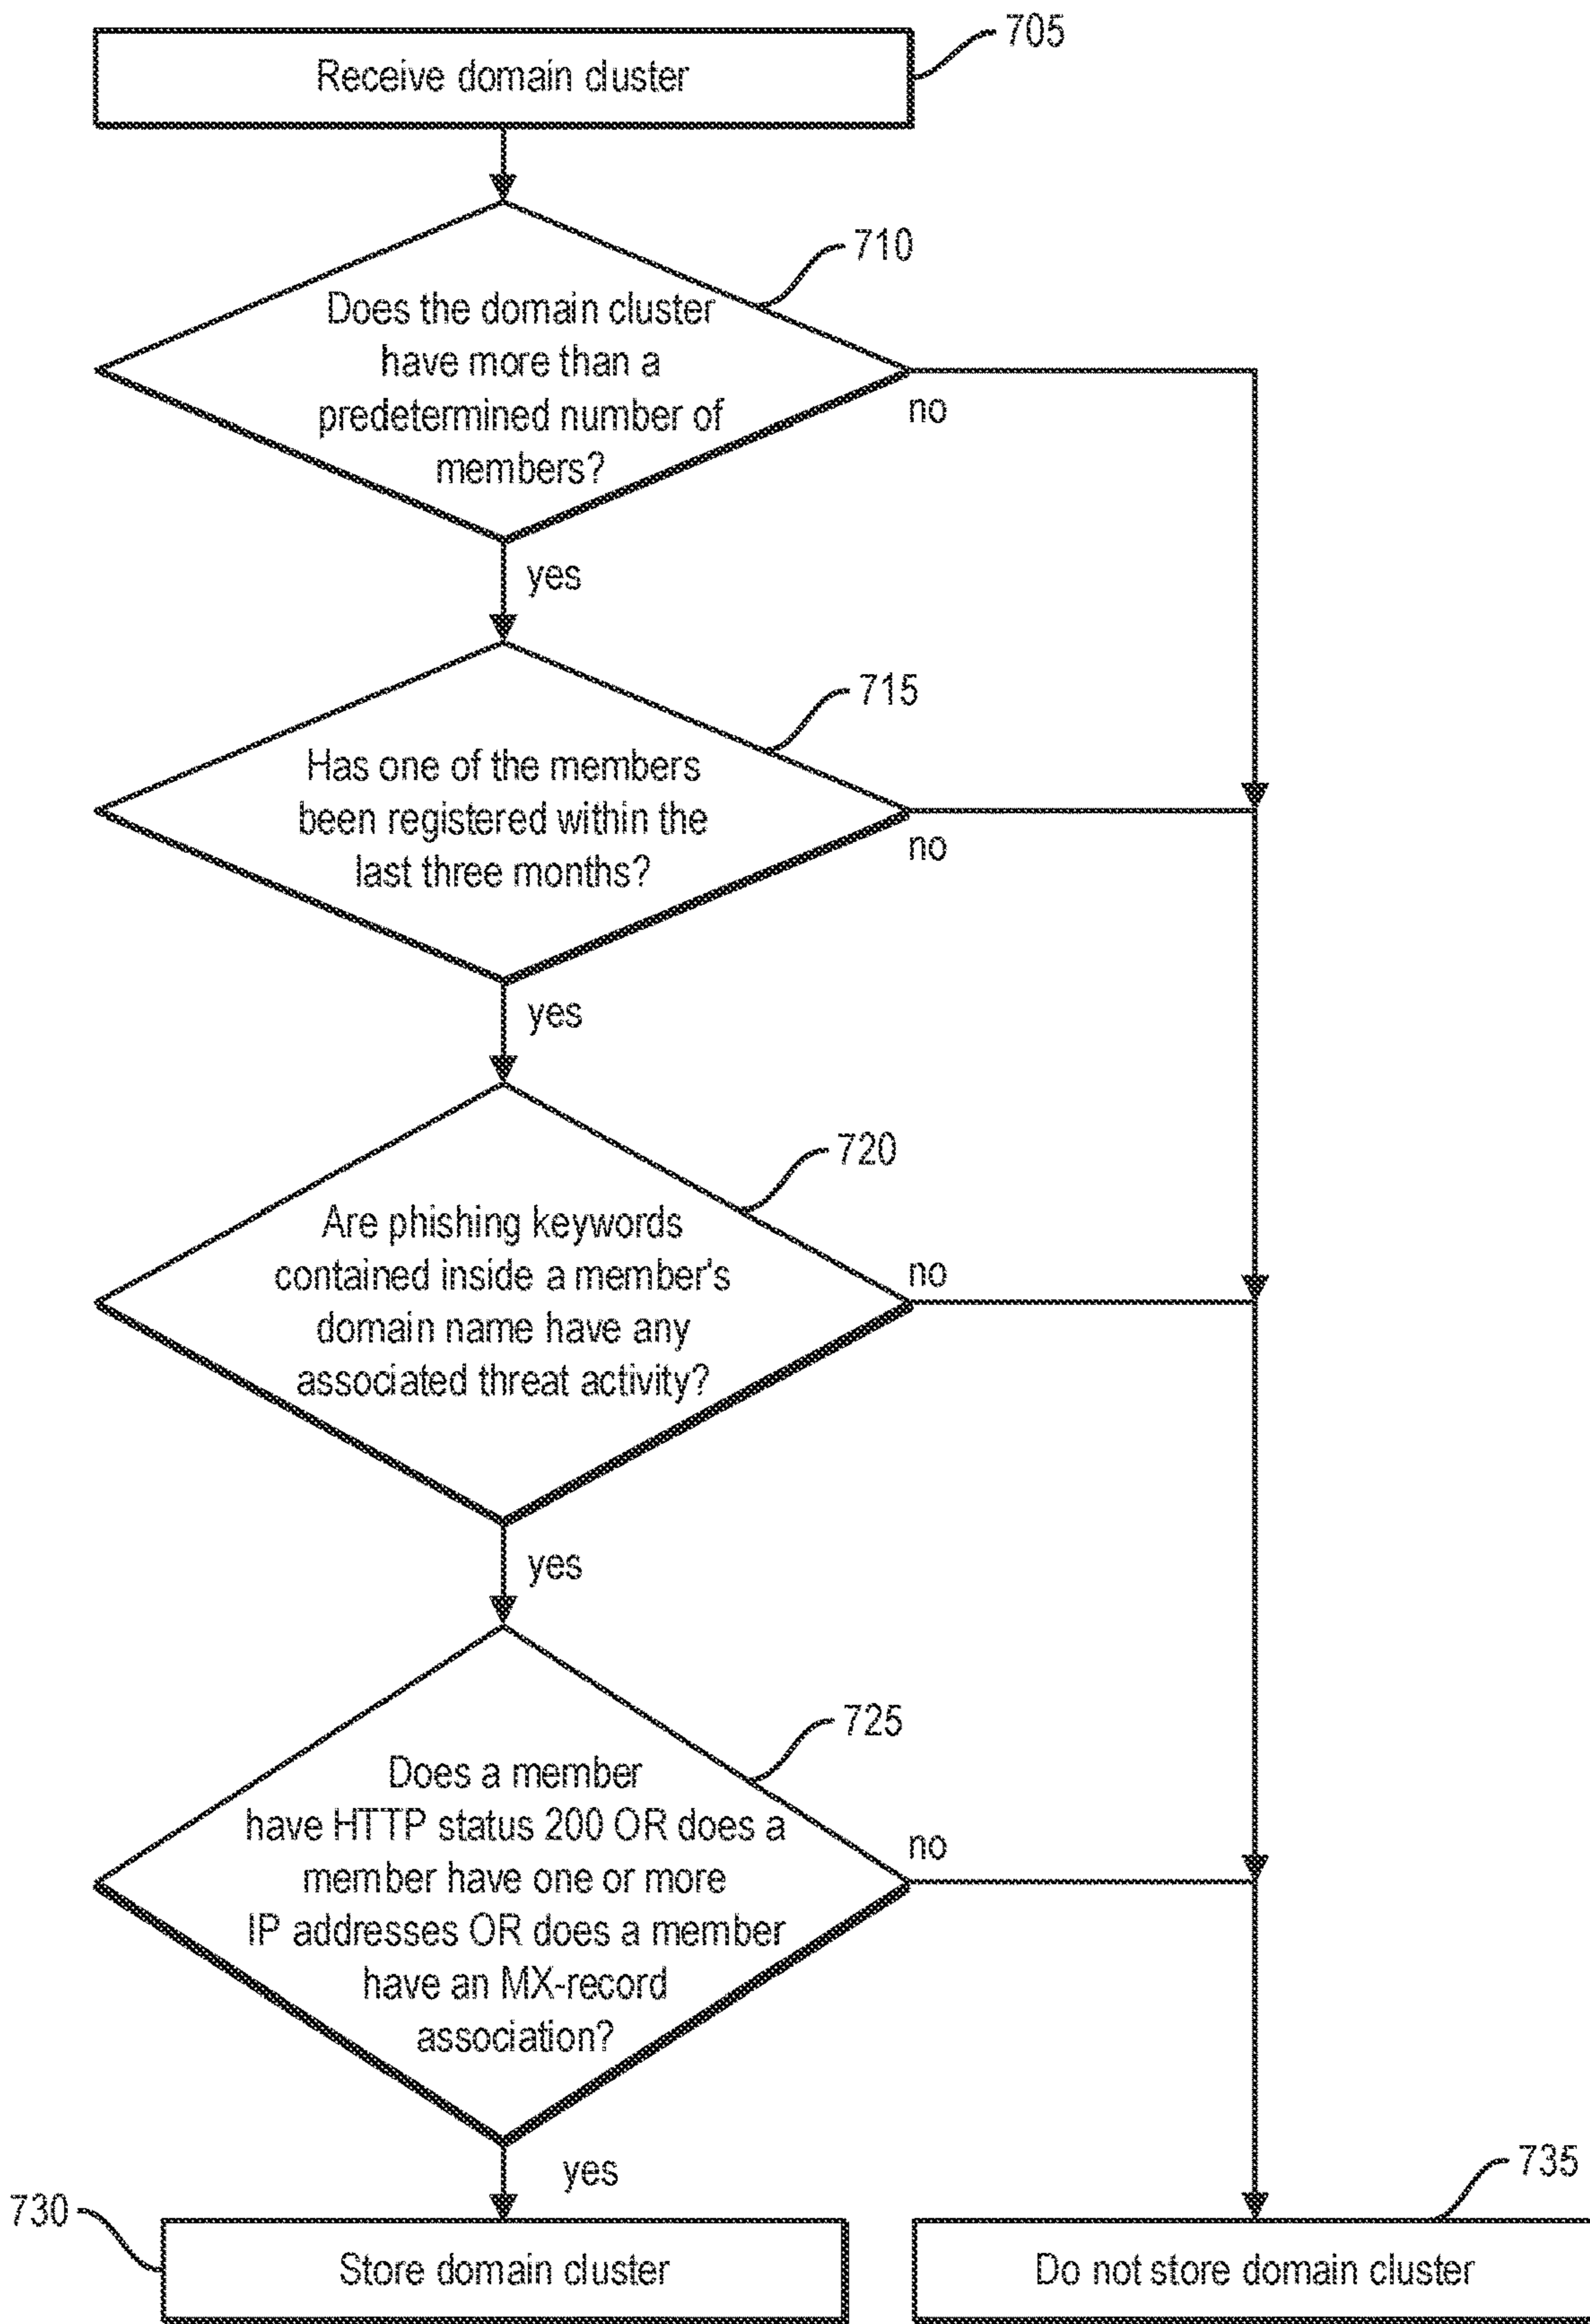 705
Receive domain cluster
710
Does the domain cluster
have more than a
predetermined number of
members?
no
yes
715
Has one of the members
been registered within the
last three months?
no
yes
720
Are phishing keywords
contained inside a member's
domain name have any
associated threat activity?
no
yes
725
Does a member
have HTTP status 200 OR does a
member have one or more
IP addresses OR does a member
have an MX-record
association?
no
yes
730
Store domain cluster
735
Do not store domain cluster